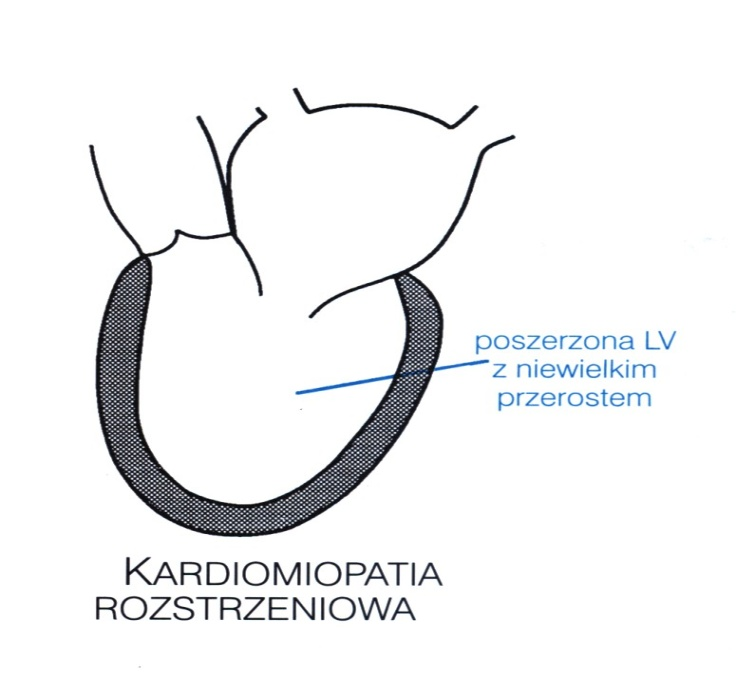 poszerzona LV
z niewielkim
przerostem
KARDIOMIOPATIA
ROZSTRZENIOWA